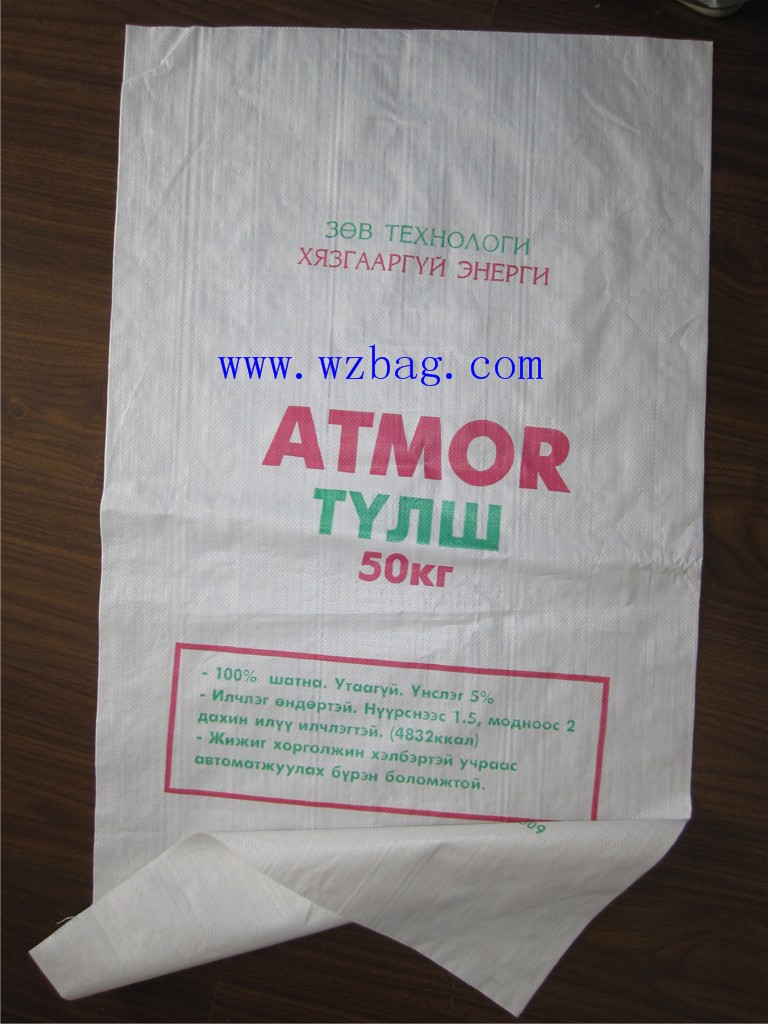 ЗӨВ ТЕХНОЛОГИ
ХЯЗГААРГҮЙ ЭНЕРГИ
www.wzbag.com
ATMOR
ТҮЛШ
50кг
- 100% шатна. Утаагүй. Үнслэг 5%
- Илчлэг өндөртэй. Нүүрснээс 1.5, модноос 2
дахин илүү илчлэгтэй. (4832ккал)
- Жижиг хорголжин хэлбэртэй учраас
автоматжуулах бүрэн боломжтой.